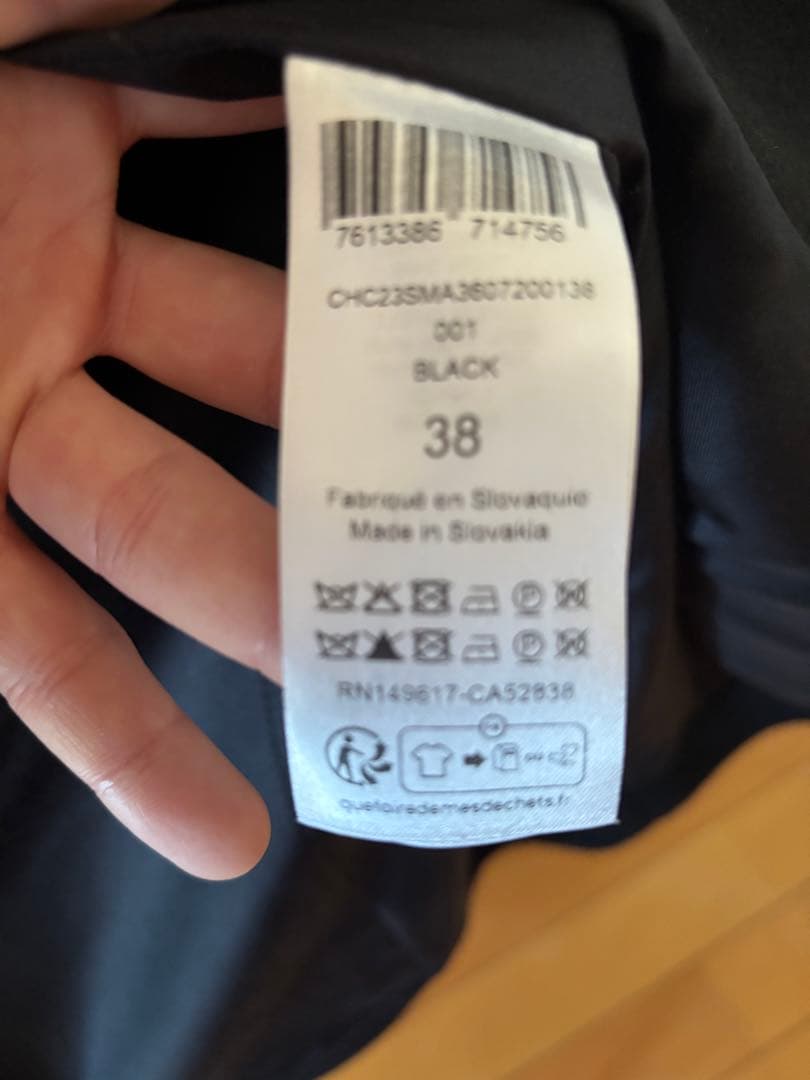 7613386 714756
CHC23SMA3607200138
001
BLACK
38
Fabriqué en Slovaquie
Made in Slovakia
P
P
RN149617-CA52838
quefairedemesdechets.fr